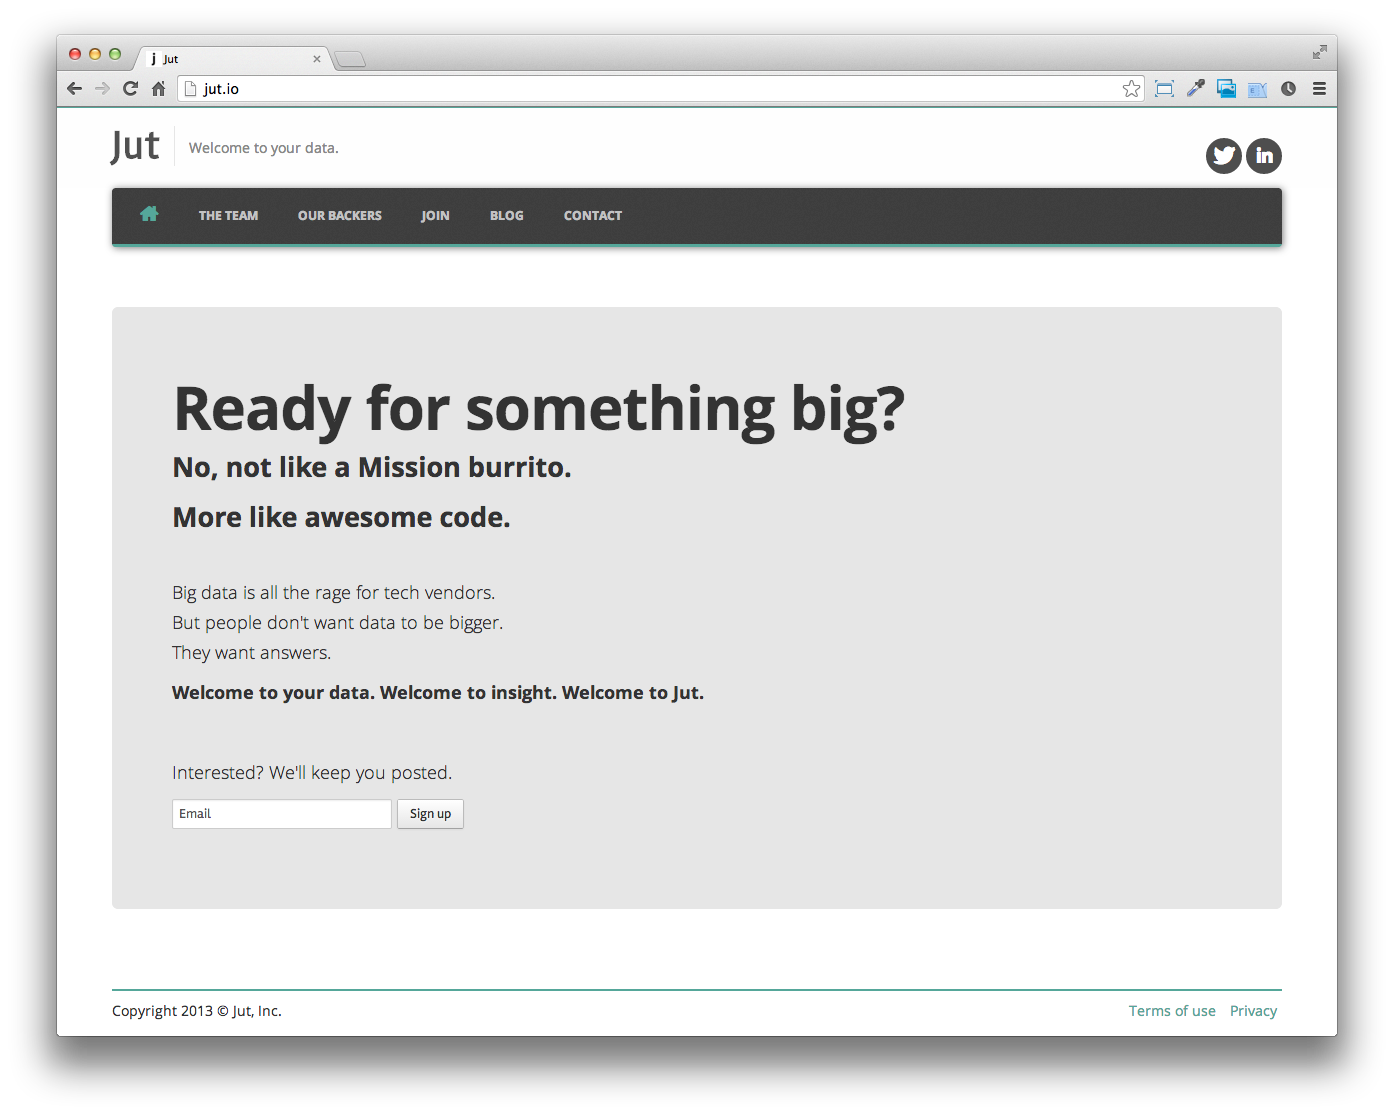 j Jut
jut.io
Jut
Welcome to your data.
THE TEAM OUR BACKERS JOIN BLOG CONTACT
Ready for something big?
No, not like a Mission burrito.
More like awesome code.
Big data is all the rage for tech vendors.
But people don't want data to be bigger.
They want answers.
Welcome to your data. Welcome to insight. Welcome to Jut.
Interested? We'll keep you posted.
Email Sign up
Copyright 2013 © Jut, Inc. Terms of use Privacy